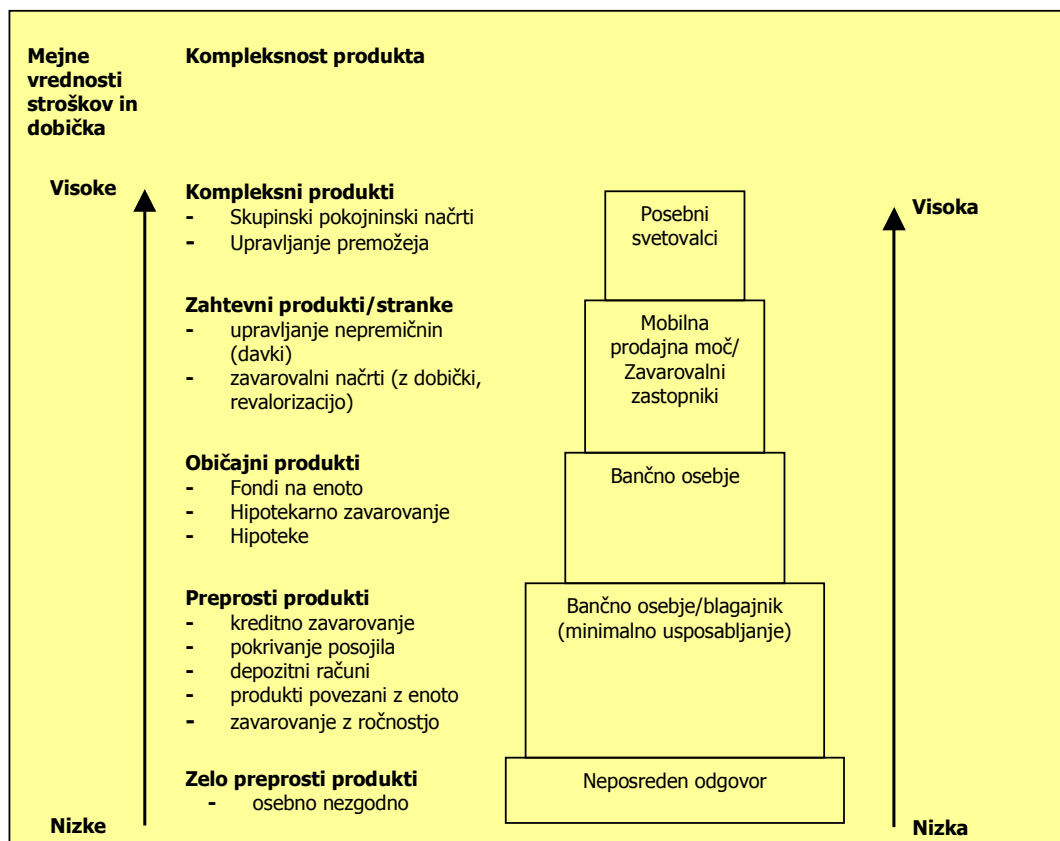 Mejne
vrednosti
stroškov in
dobička
Kompleksnost produkta
Visoke
Kompleksni produkti
- Skupinski pokojninski načrti
- Upravljanje premožeja
Posebni
svetovalci
Visoka
Zahtevni produkti/stranke
- upravljanje nepremičnin
(davki)
- zavarovalni načrti (z dobički,
revalorizacijo)
Mobilna
prodajna moč/
Zavarovalni
zastopniki
Običajni produkti
- Fondi na enoto
- Hipotekarno zavarovanje
- Hipoteke
Bančno osebje
Preprosti produkti
- kreditno zavarovanje
- pokrivanje posojila
- depozitni računi
- produkti povezani z enoto
- zavarovanje z ročnostjo
Bančno osebje/blagajnik
(minimalno usposabljanje)
Zelo preprosti produkti
- osebno nezgodno
Neposreden odgovor
Nizke
Nizka